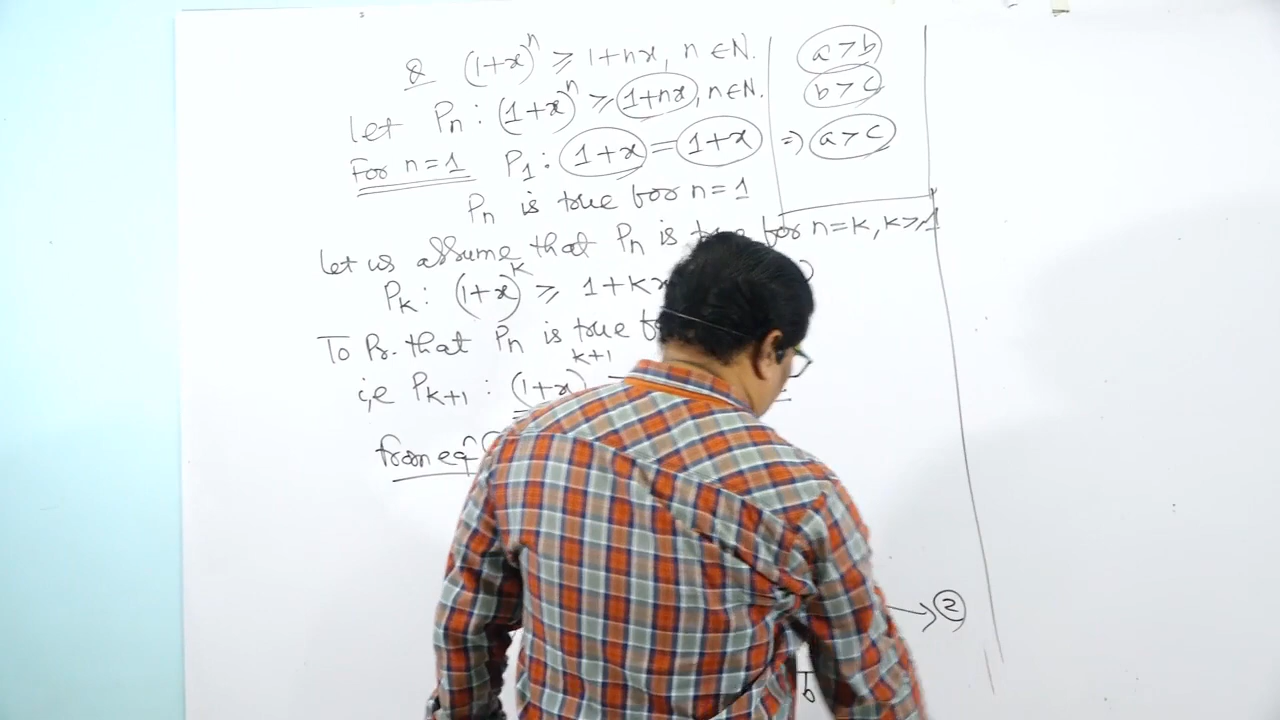 & (1+x)^n ≥ 1+nx, n ∈ N.
Let Pn : (1+x)^n ≥ 1+nx, n ∈ N.
For n=1 P1 : 1+x = 1+x
Pn is true for n=1
a > b
b > c
⇒ a > c
Let us assume that Pn is true for n=k, k ≥ 1
Pk : (1+x)^k ≥ 1+kx
To Pr. that Pn is true
i,e Pk+1 : (1+x)^k+1
from eqn
→ 2
b